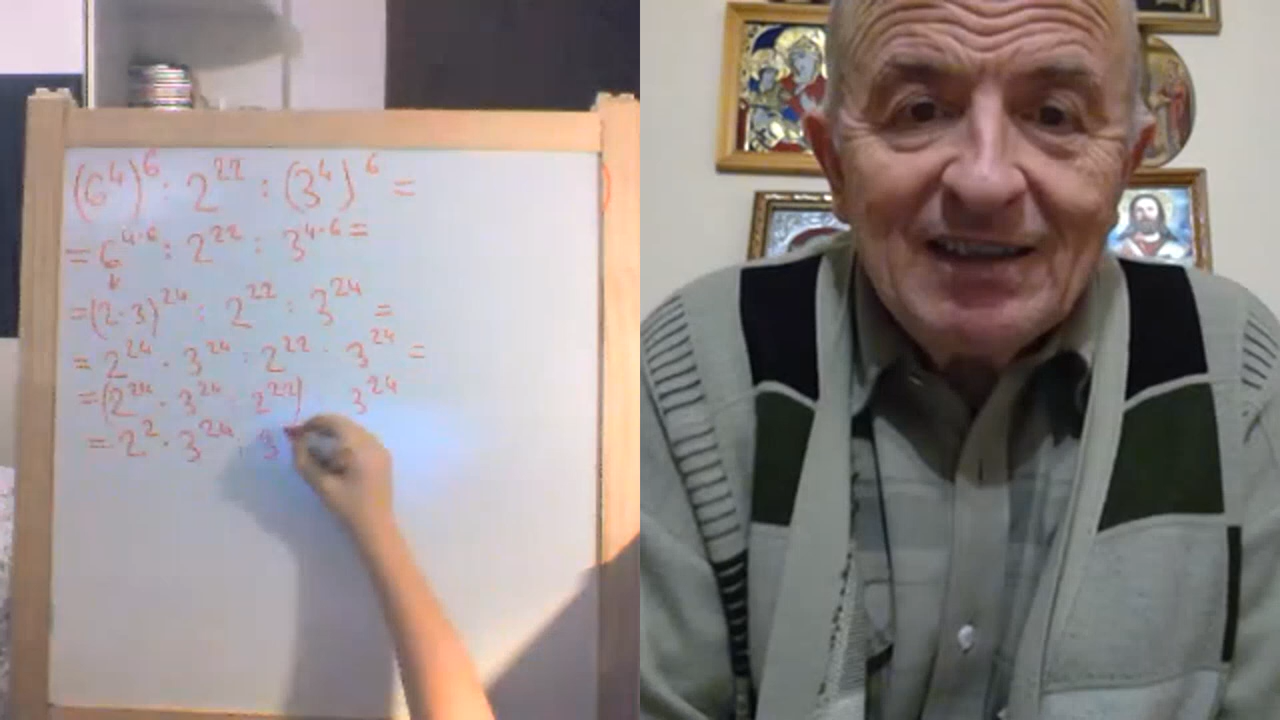 (6⁴)⁶ : 2²² : (3⁴)⁶ =
= 6⁴·⁶ : 2²² : 3⁴·⁶ =
= (2·3)²⁴ : 2²² : 3²⁴ =
= 2²⁴ · 3²⁴ : 2²² : 3²⁴ =
= (2²⁴ · 3²⁴ : 2²²) : 3²⁴
= 2² · 3²⁴ : 3